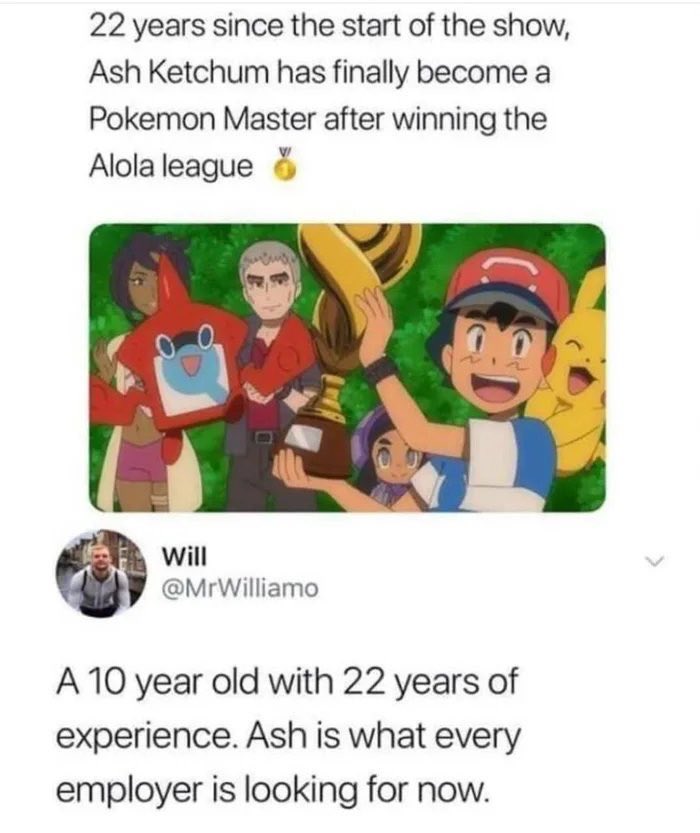 22 years since the start of the show,
Ash Ketchum has finally become a
Pokemon Master after winning the
Alola league 🏅
Will
@MrWilliamo
A 10 year old with 22 years of
experience. Ash is what every
employer is looking for now.